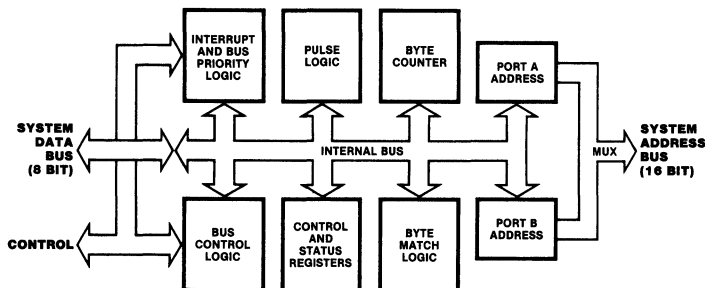 INTERRUPT
AND BUS
PRIORITY
LOGIC
PULSE
LOGIC
BYTE
COUNTER
PORT A
ADDRESS
SYSTEM
DATA
BUS
(8 BIT)
INTERNAL BUS
MUX
SYSTEM
ADDRESS
BUS
(16 BIT)
CONTROL
BUS
CONTROL
LOGIC
CONTROL
AND
STATUS
REGISTERS
BYTE
MATCH
LOGIC
PORT B
ADDRESS